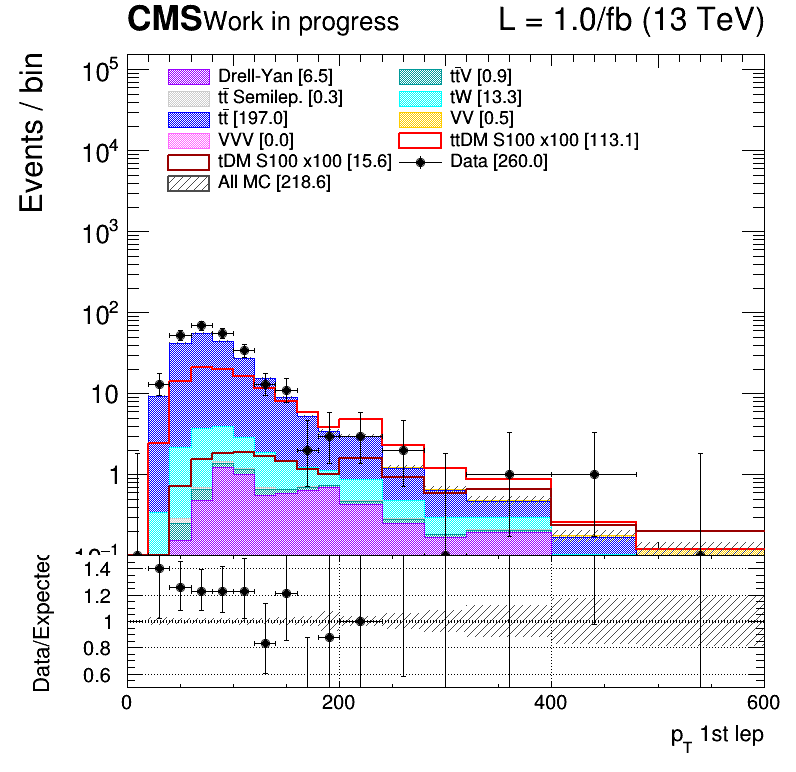 CMS Work in progress L = 1.0/fb (13 TeV)
Events / bin
10⁵
10⁴
10³
10²
10
1
10⁻¹
Drell-Yan [6.5]
tt̄V [0.9]
tt̄ Semilep. [0.3]
tW [13.3]
tt̄ [197.0]
VV [0.5]
VVV [0.0]
ttDM S100 x100 [113.1]
tDM S100 x100 [15.6]
Data [260.0]
All MC [218.6]
Data/Expected
1.4
1.2
1
0.8
0.6
0 200 400 600
p_T 1st lep